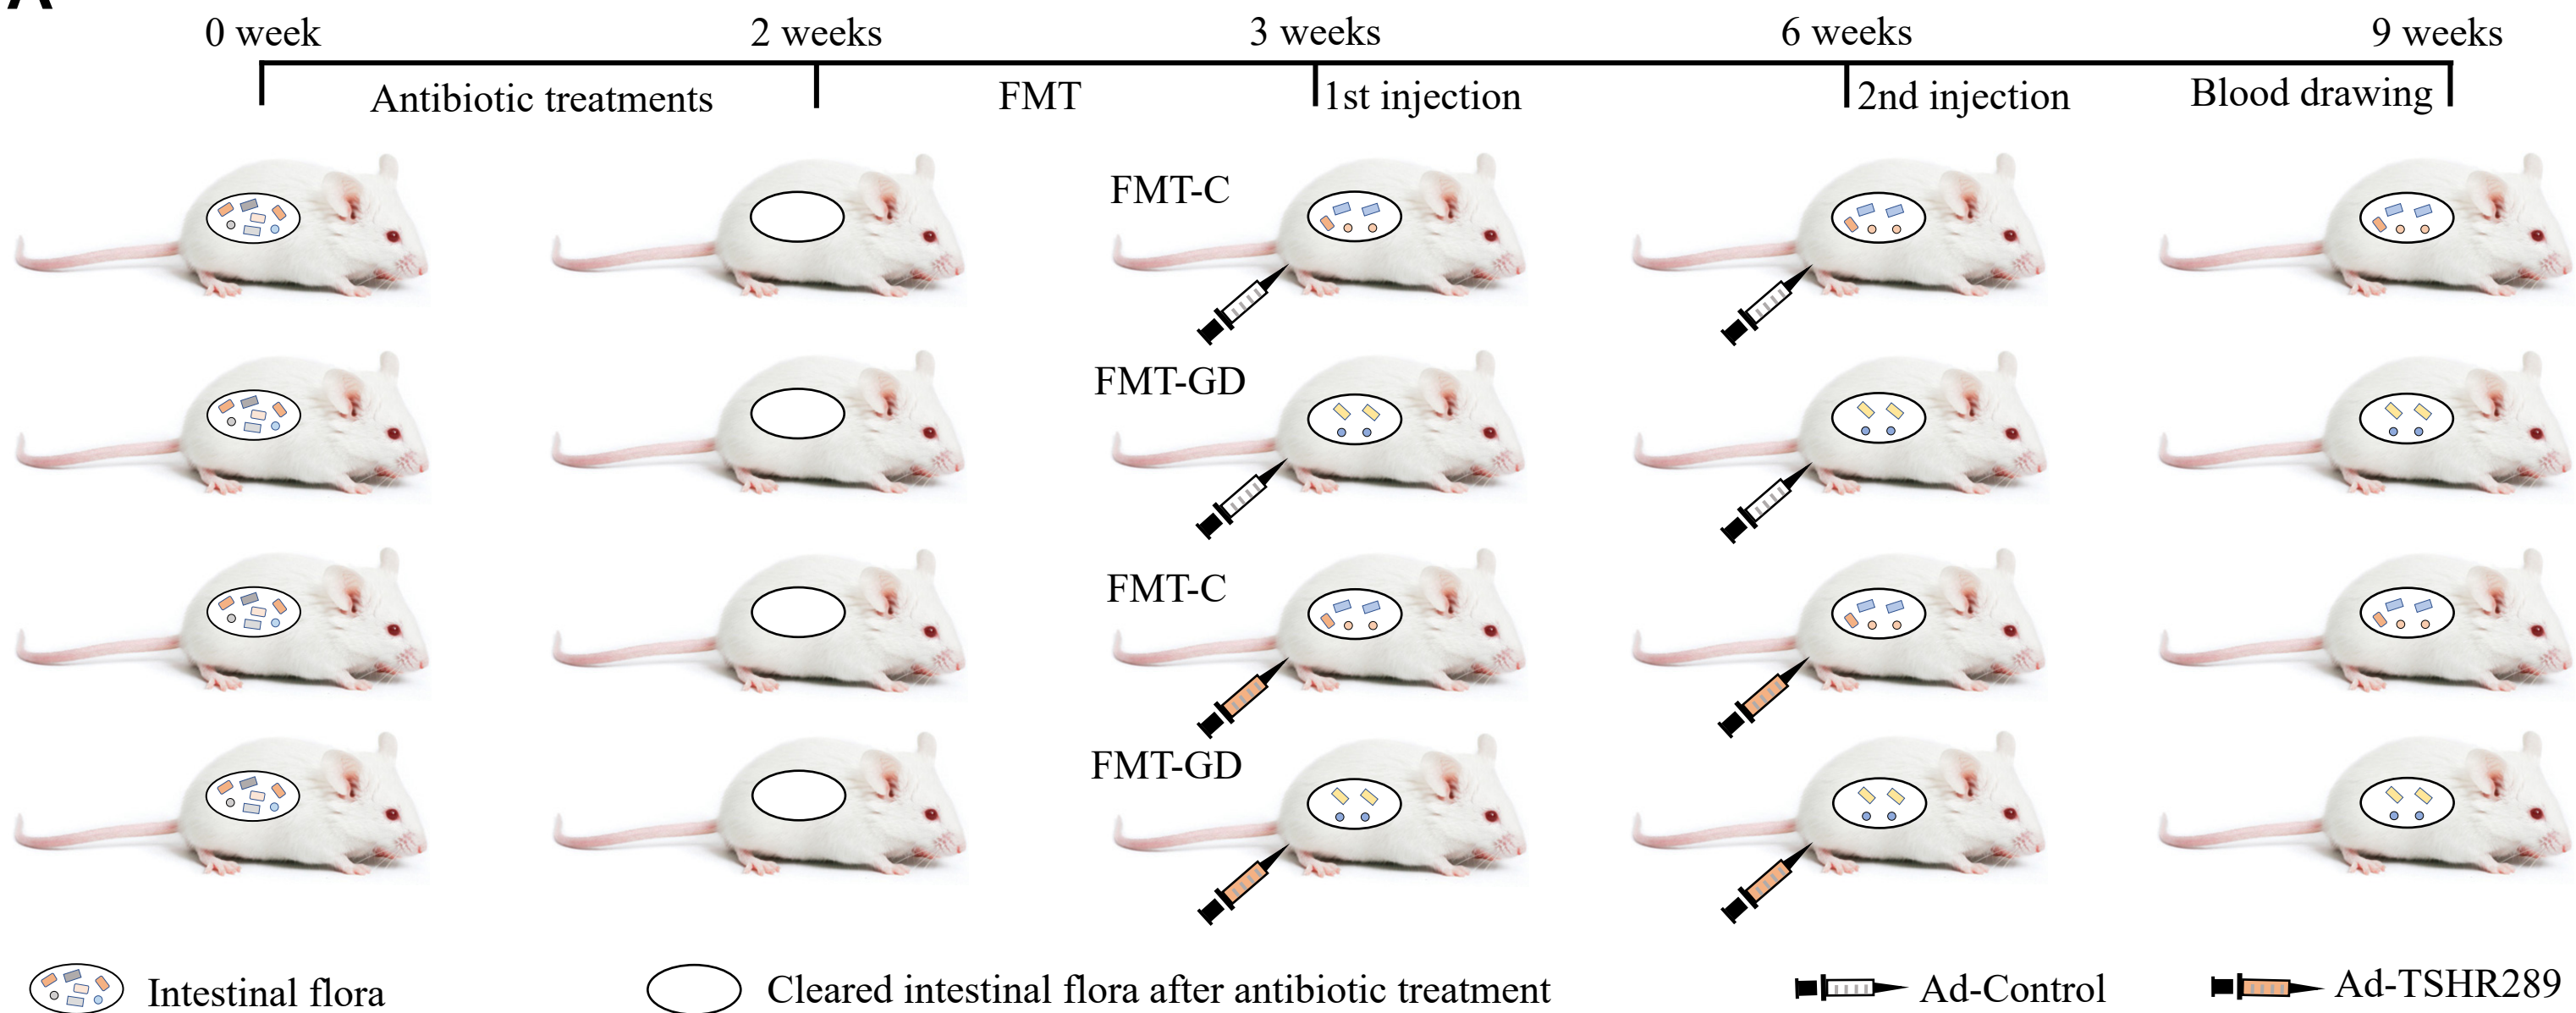 A
0 week 2 weeks 3 weeks 6 weeks 9 weeks
Antibiotic treatments FMT 1st injection 2nd injection Blood drawing
FMT-C
FMT-GD
FMT-C
FMT-GD
Intestinal flora Cleared intestinal flora after antibiotic treatment Ad-Control Ad-TSHR289